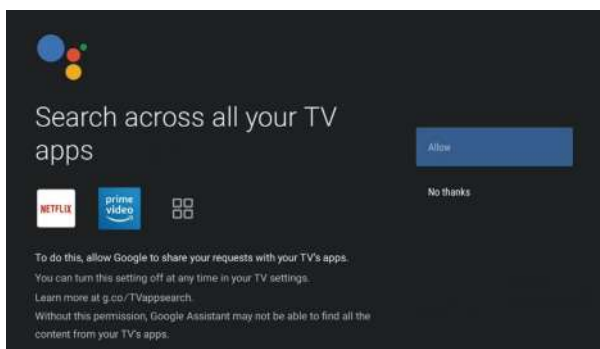 Search across all your TV
apps
Allow
No thanks
NETFLIX
prime
video
To do this, allow Google to share your requests with your TV's apps.
You can turn this setting off at any time in your TV settings.
Learn more at g.co/TVappsearch.
Without this permission, Google Assistant may not be able to find all the
content from your TV's apps.